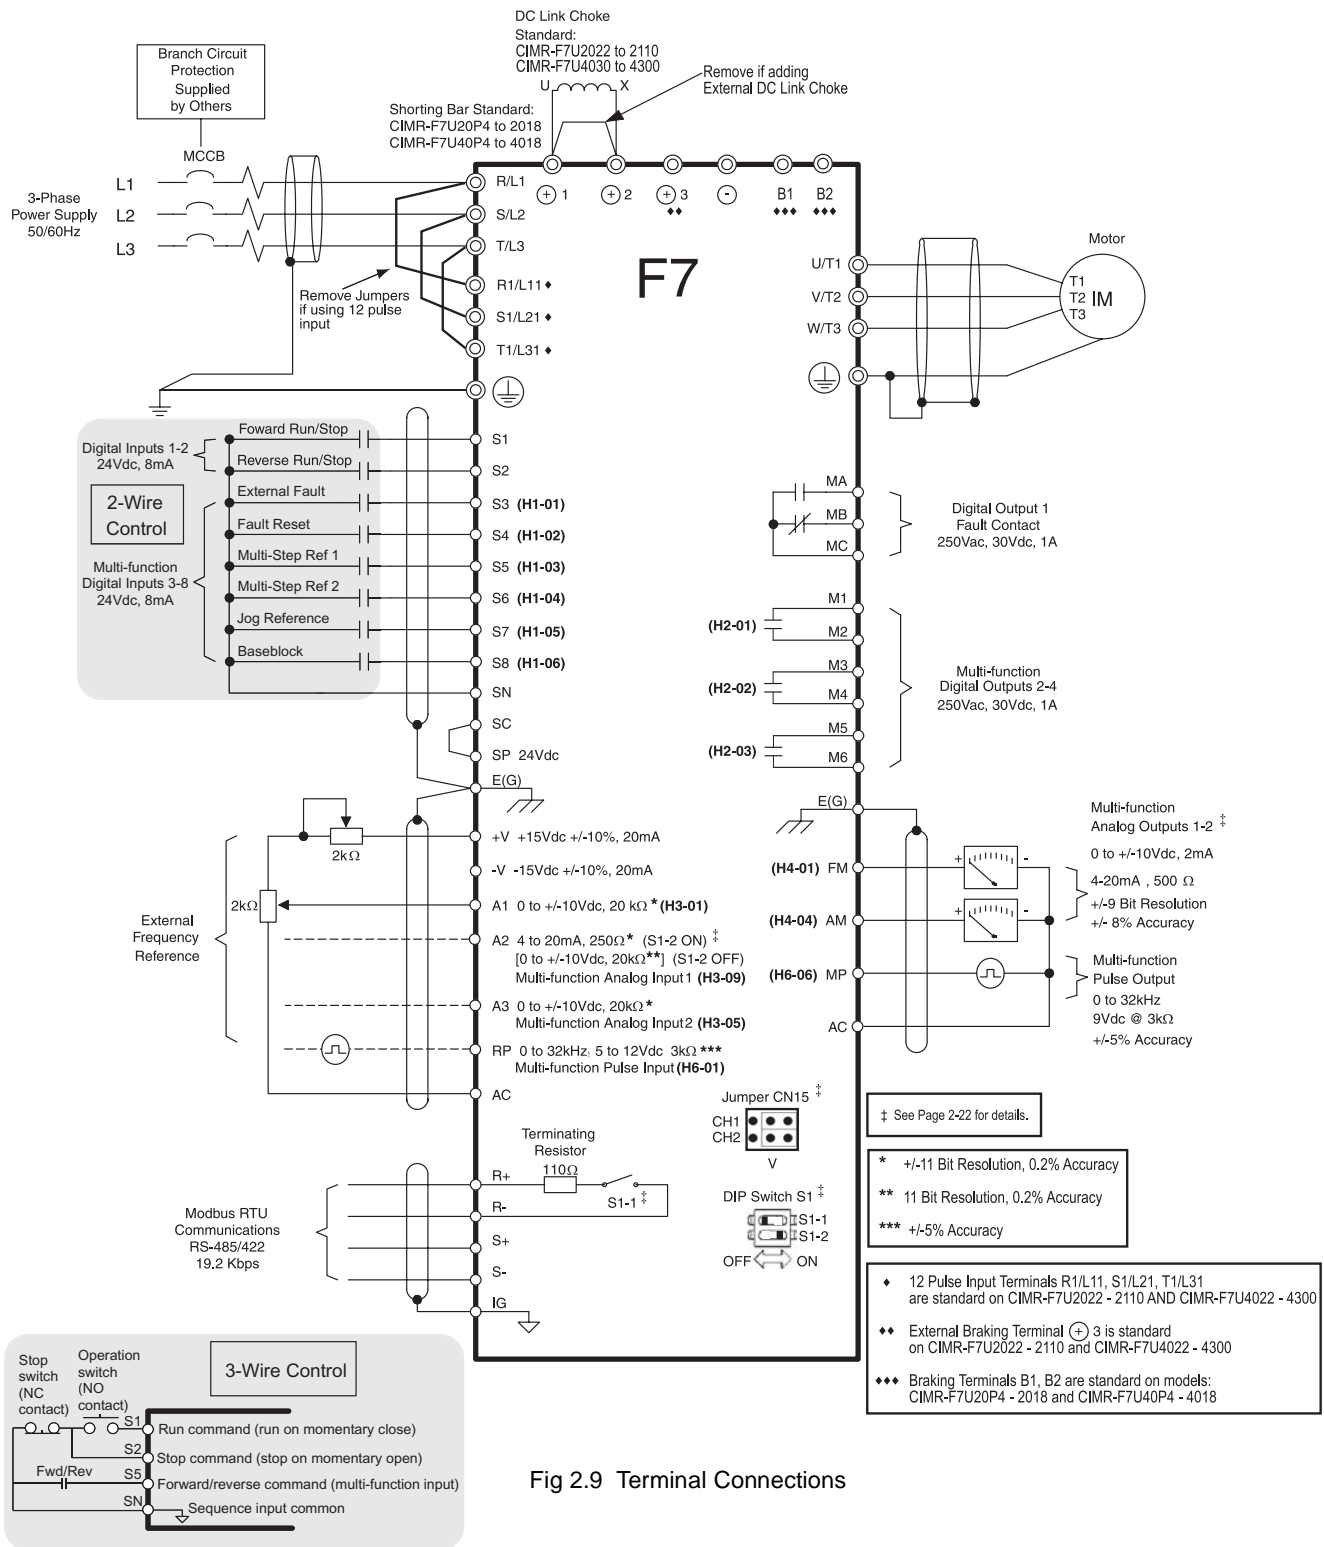 DC Link Choke
Standard:
CIMR-F7U2022 to 2110
CIMR-F7U4030 to 4300
U
X
Remove if adding
External DC Link Choke
Branch Circuit
Protection
Supplied
by Others
Shorting Bar Standard:
CIMR-F7U20P4 to 2018
CIMR-F7U40P4 to 4018
MCCB
3-Phase
Power Supply
50/60Hz
L1
L2
L3
Remove Jumpers
if using 12 pulse
input
R/L1
S/L2
T/L3
R1/L11 ♦
S1/L21 ♦
T1/L31 ♦
+ 1
+ 2
+ 3
♦♦
-
B1
♦♦♦
B2
♦♦♦
F7
U/T1
V/T2
W/T3
Motor
T1
T2
T3
IM
Digital Inputs 1-2
24Vdc, 8mA
2-Wire
Control
Multi-function
Digital Inputs 3-8
24Vdc, 8mA
Foward Run/Stop
Reverse Run/Stop
External Fault
Fault Reset
Multi-Step Ref 1
Multi-Step Ref 2
Jog Reference
Baseblock
S1
S2
S3 (H1-01)
S4 (H1-02)
S5 (H1-03)
S6 (H1-04)
S7 (H1-05)
S8 (H1-06)
SN
SC
SP 24Vdc
E(G)
MA
MB
MC
Digital Output 1
Fault Contact
250Vac, 30Vdc, 1A
(H2-01)
M1
M2
(H2-02)
M3
M4
(H2-03)
M5
M6
Multi-function
Digital Outputs 2-4
250Vac, 30Vdc, 1A
E(G)
External
Frequency
Reference
2kΩ
2kΩ
+V +15Vdc +/-10%, 20mA
-V -15Vdc +/-10%, 20mA
A1 0 to +/-10Vdc, 20 kΩ * (H3-01)
A2 4 to 20mA, 250Ω* (S1-2 ON) ‡
[0 to +/-10Vdc, 20kΩ**] (S1-2 OFF)
Multi-function Analog Input 1 (H3-09)
A3 0 to +/-10Vdc, 20kΩ *
Multi-function Analog Input 2 (H3-05)
RP 0 to 32kHz, 5 to 12Vdc 3kΩ ***
Multi-function Pulse Input (H6-01)
AC
(H4-01) FM
+
-
(H4-04) AM
+
-
(H6-06) MP
AC
Multi-function
Analog Outputs 1-2 ‡
0 to +/-10Vdc, 2mA
4-20mA , 500 Ω
+/-9 Bit Resolution
+/- 8% Accuracy
Multi-function
Pulse Output
0 to 32kHz
9Vdc @ 3kΩ
+/-5% Accuracy
Modbus RTU
Communications
RS-485/422
19.2 Kbps
R+
R-
S+
S-
IG
Terminating
Resistor
110Ω
S1-1 ‡
Jumper CN15 ‡
CH1
CH2
V
DIP Switch S1 ‡
S1-1
S1-2
OFF
ON
‡ See Page 2-22 for details.
* +/-11 Bit Resolution, 0.2% Accuracy
** 11 Bit Resolution, 0.2% Accuracy
*** +/-5% Accuracy
♦ 12 Pulse Input Terminals R1/L11, S1/L21, T1/L31
are standard on CIMR-F7U2022 - 2110 AND CIMR-F7U4022 - 4300
♦♦ External Braking Terminal + 3 is standard
on CIMR-F7U2022 - 2110 and CIMR-F7U4022 - 4300
♦♦♦ Braking Terminals B1, B2 are standard on models:
CIMR-F7U20P4 - 2018 and CIMR-F7U40P4 - 4018
3-Wire Control
Stop
switch
(NC
contact)
Operation
switch
(NO
contact)
S1
Run command (run on momentary close)
S2
Stop command (stop on momentary open)
Fwd/Rev
S5
Forward/reverse command (multi-function input)
SN
Sequence input common
Fig 2.9 Terminal Connections